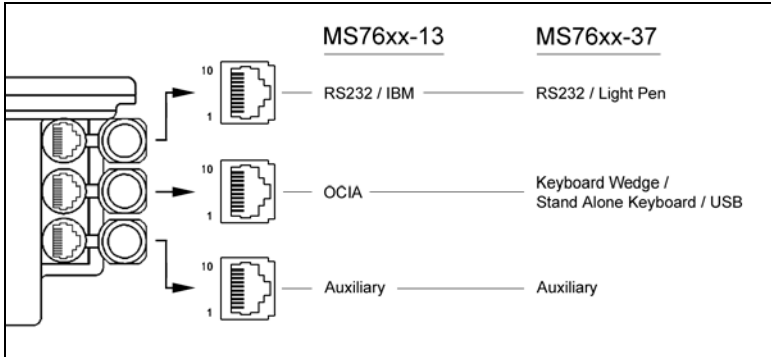 MS76xx-13 MS76xx-37
10
1
RS232 / IBM RS232 / Light Pen
10
1
OCIA Keyboard Wedge /
Stand Alone Keyboard / USB
10
1
Auxiliary Auxiliary